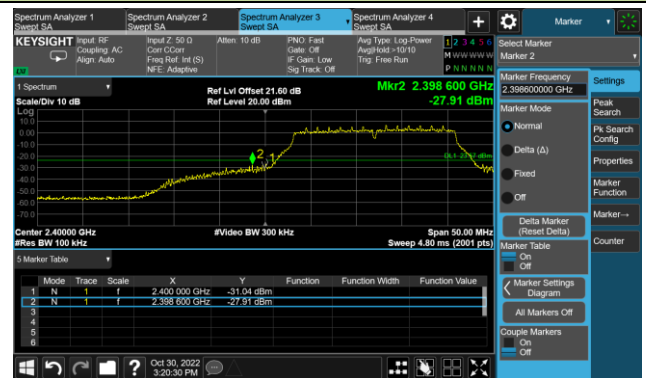 Spectrum Analyzer 1
Swept SA
Spectrum Analyzer 2
Swept SA
Spectrum Analyzer 3
Swept SA
Spectrum Analyzer 4
Swept SA
+
Marker
KEYSIGHT
Input: RF
Coupling: AC
Align: Auto
Input Z: 50 Ω
Corr CCorr
Freq Ref: Int (S)
NFE: Adaptive
Atten: 10 dB
PNO: Fast
Gate: Off
IF Gain: Low
Sig Track: Off
Avg Type: Log-Power
Avg|Hold:>10/10
Trig: Free Run
1 2 3 4 5 6
M W W W W W
P N N N N N
LXI
Select Marker
Marker 2
1 Spectrum
Scale/Div 10 dB
Log
Ref Lvl Offset 21.60 dB
Ref Level 20.00 dBm
Mkr2 2.398 600 GHz
-27.91 dBm
10.0
0.00
-10.0
-20.0
-30.0
-40.0
-50.0
-60.0
-70.0
2
1
Center 2.40000 GHz
#Res BW 100 kHz
#Video BW 300 kHz
Span 50.00 MHz
Sweep 4.80 ms (2001 pts)
5 Marker Table
Mode Trace Scale X Y Function Function Width Function Value
1 N 1 f 2.400 000 GHz -31.04 dBm
2 N 1 f 2.398 600 GHz -27.91 dBm
3
4
5
6
Marker Frequency
2.398600000 GHz
Marker Mode
Normal
Delta (Δ)
Fixed
Off
Delta Marker
(Reset Delta)
Marker Table
On
Off
Marker Settings
Diagram
All Markers Off
Couple Markers
On
Off
Settings
Peak
Search
Pk Search
Config
Properties
Marker
Function
Marker→
Counter
?
Oct 30, 2022
3:20:30 PM